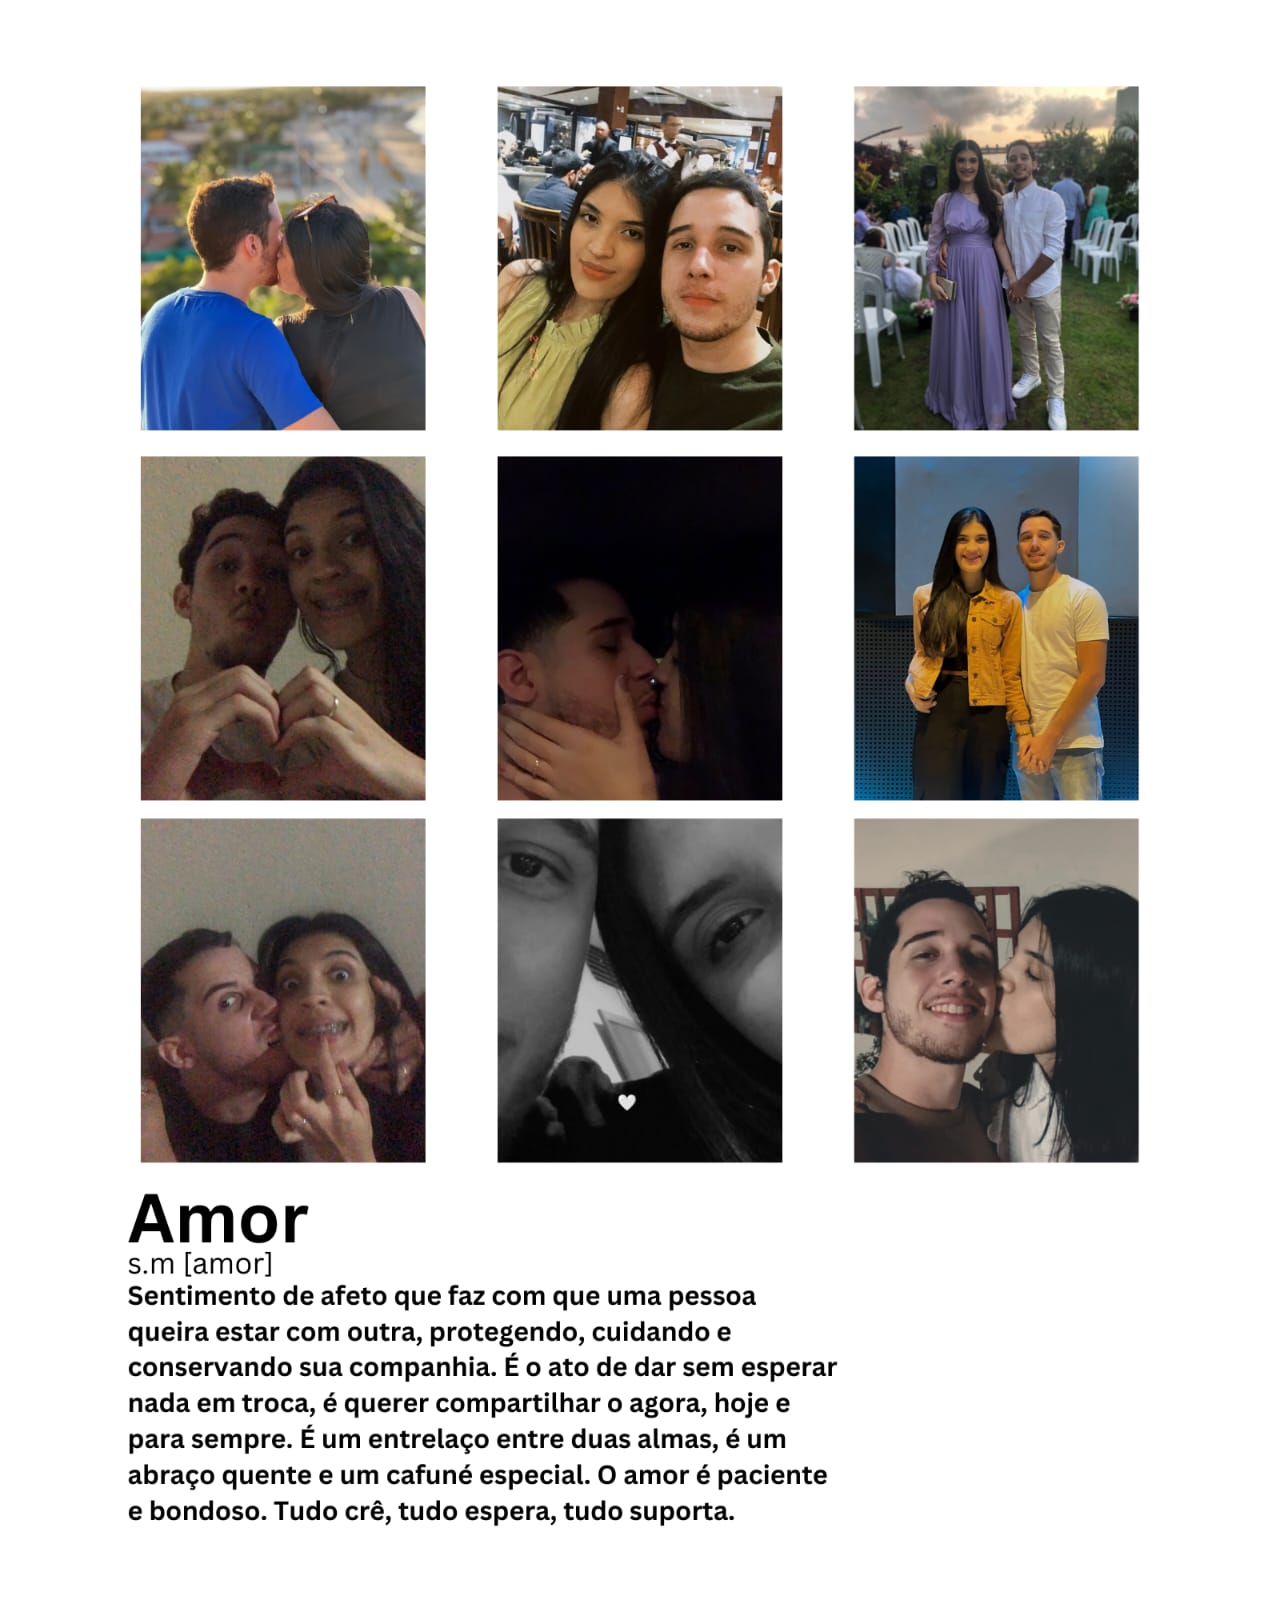 Amor
s.m [amor]
Sentimento de afeto que faz com que uma pessoa
queira estar com outra, protegendo, cuidando e
conservando sua companhia. É o ato de dar sem esperar
nada em troca, é querer compartilhar o agora, hoje e
para sempre. É um entrelaço entre duas almas, é um
abraço quente e um cafuné especial. O amor é paciente
e bondoso. Tudo crê, tudo espera, tudo suporta.